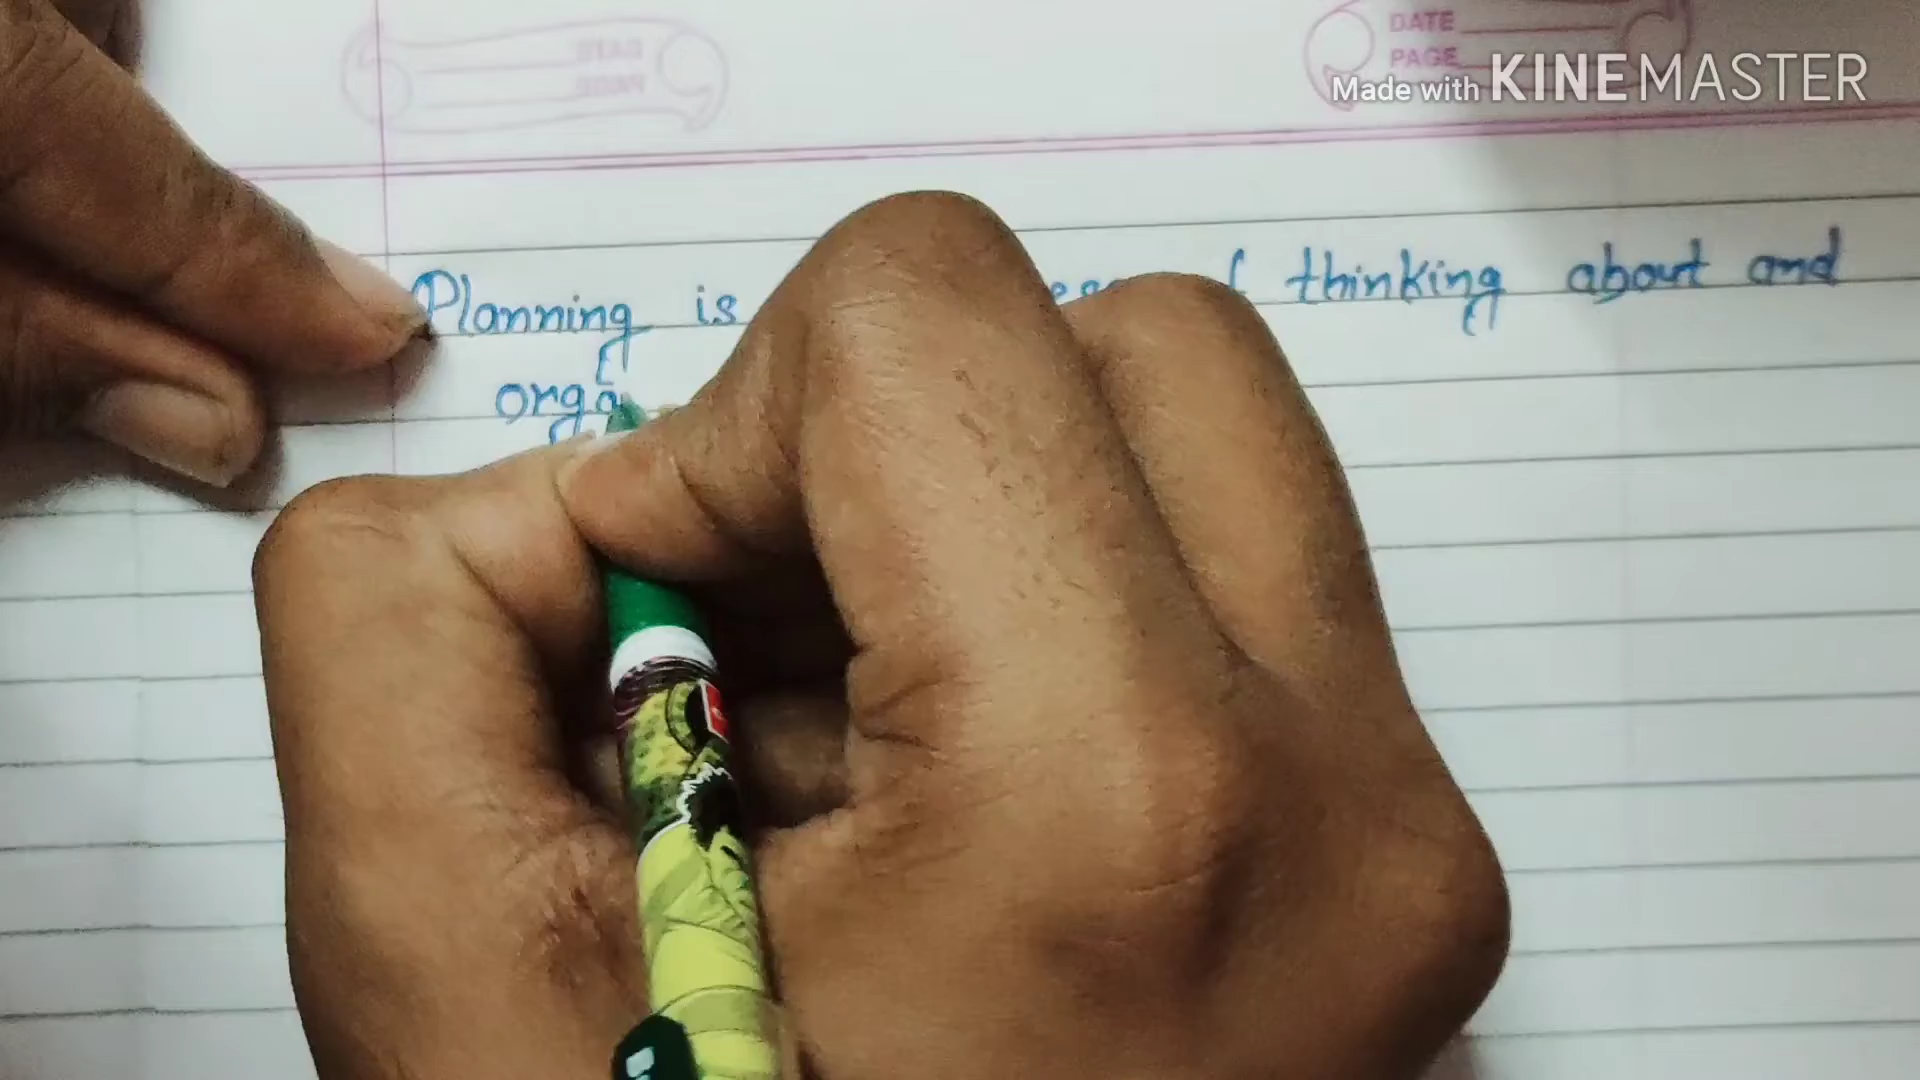 DATE
PAGE
Made with KINEMASTER
Planning is thinking about and
orga